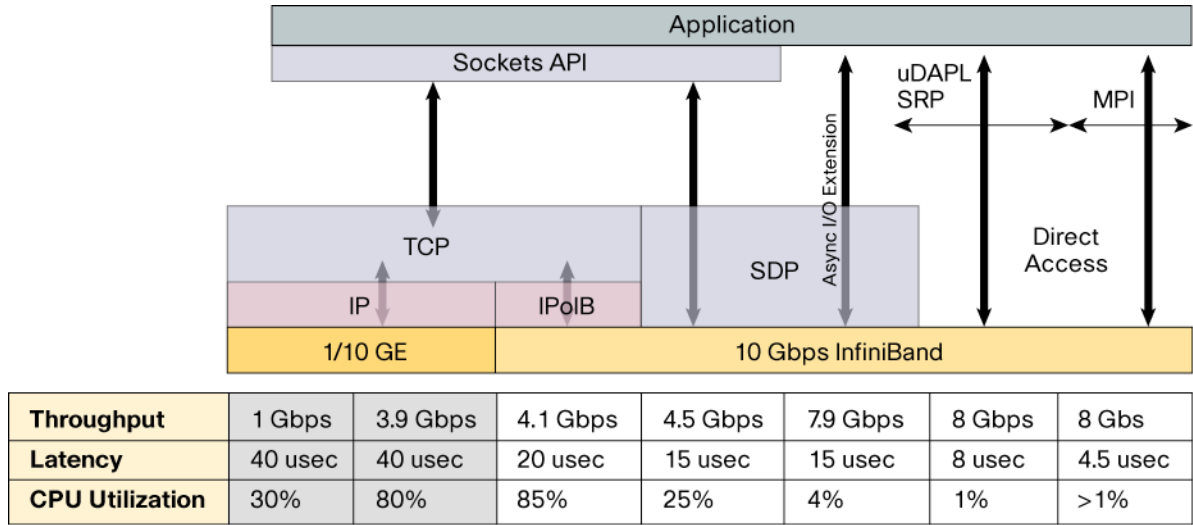 Application
Sockets API
uDAPL
SRP
MPI
Async I/O Extension
TCP
SDP
Direct
Access
IP
IPoIB
1/10 GE
10 Gbps InfiniBand
Throughput 1 Gbps 3.9 Gbps 4.1 Gbps 4.5 Gbps 7.9 Gbps 8 Gbps 8 Gbs
Latency 40 usec 40 usec 20 usec 15 usec 15 usec 8 usec 4.5 usec
CPU Utilization 30% 80% 85% 25% 4% 1% >1%